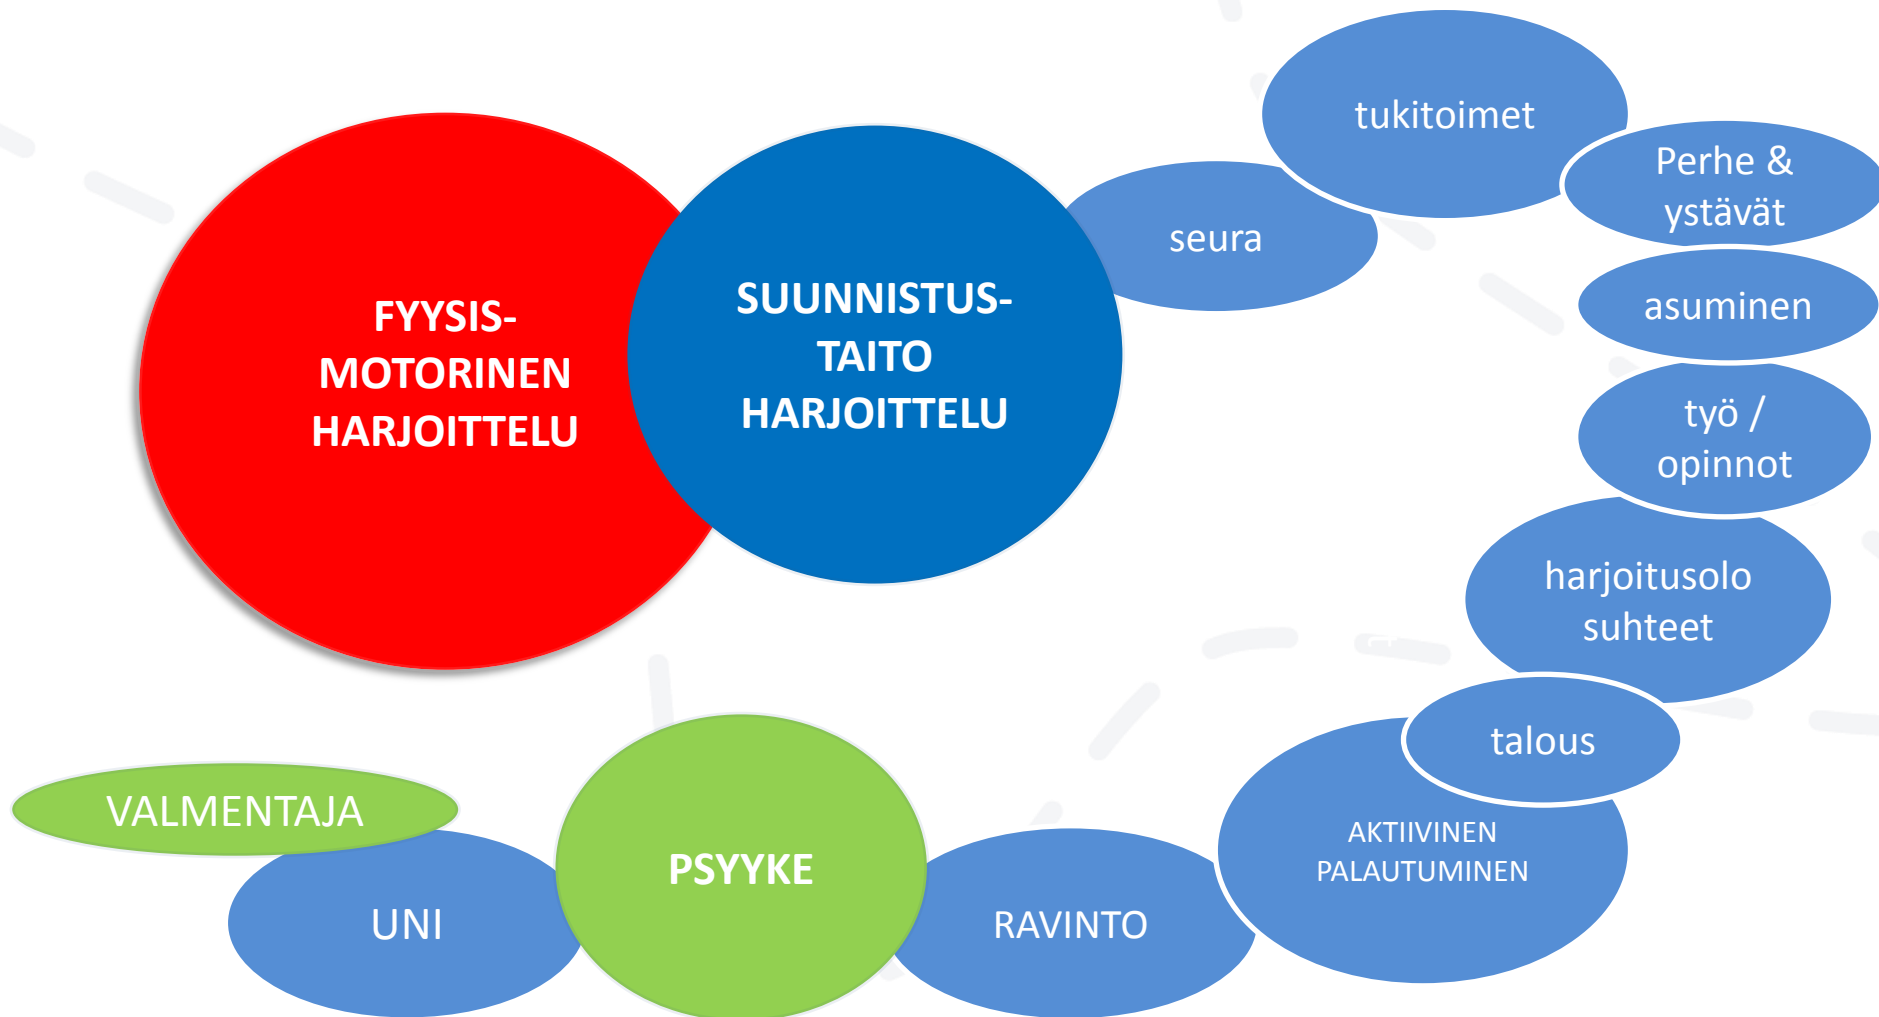 FYYSIS-
MOTORINEN
HARJOITTELU
SUUNNISTUS-
TAITO
HARJOITTELU
seura
tukitoimet
Perhe &
ystävät
asuminen
työ /
opinnot
harjoitusolo
suhteet
talous
AKTIIVINEN
PALAUTUMINEN
RAVINTO
PSYYKE
UNI
VALMENTAJA